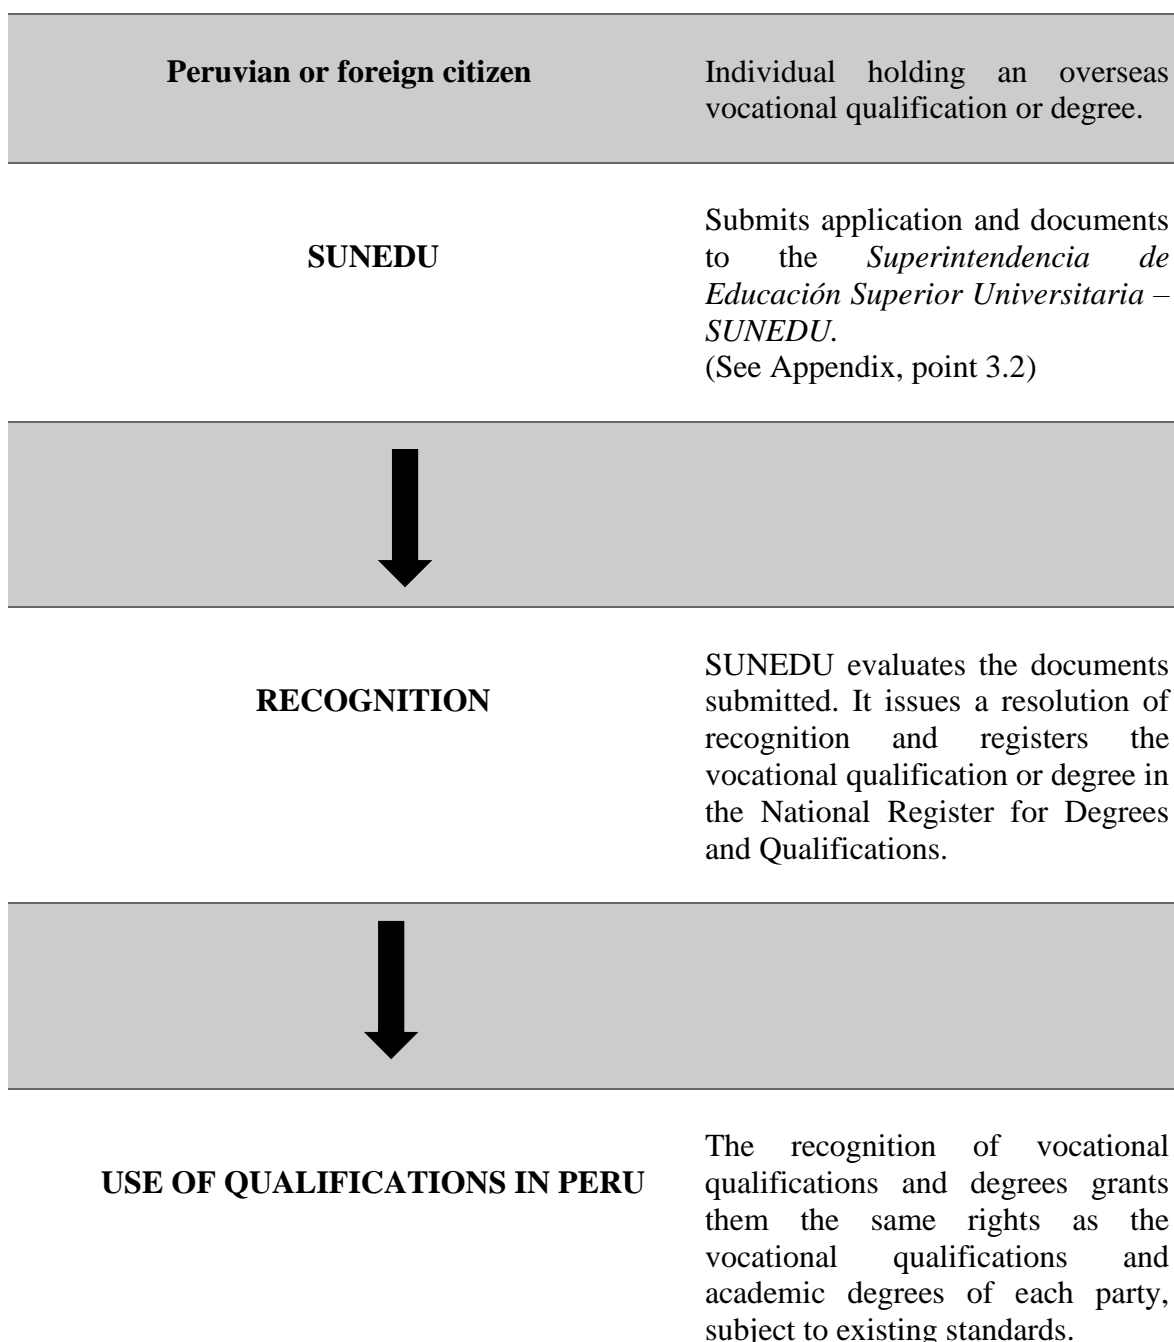 Peruvian or foreign citizen
Individual holding an overseas
vocational qualification or degree.
SUNEDU
Submits application and documents
to the Superintendencia de
Educación Superior Universitaria –
SUNEDU.
(See Appendix, point 3.2)
RECOGNITION
SUNEDU evaluates the documents
submitted. It issues a resolution of
recognition and registers the
vocational qualification or degree in
the National Register for Degrees
and Qualifications.
USE OF QUALIFICATIONS IN PERU
The recognition of vocational
qualifications and degrees grants
them the same rights as the
vocational qualifications and
academic degrees of each party,
subject to existing standards.